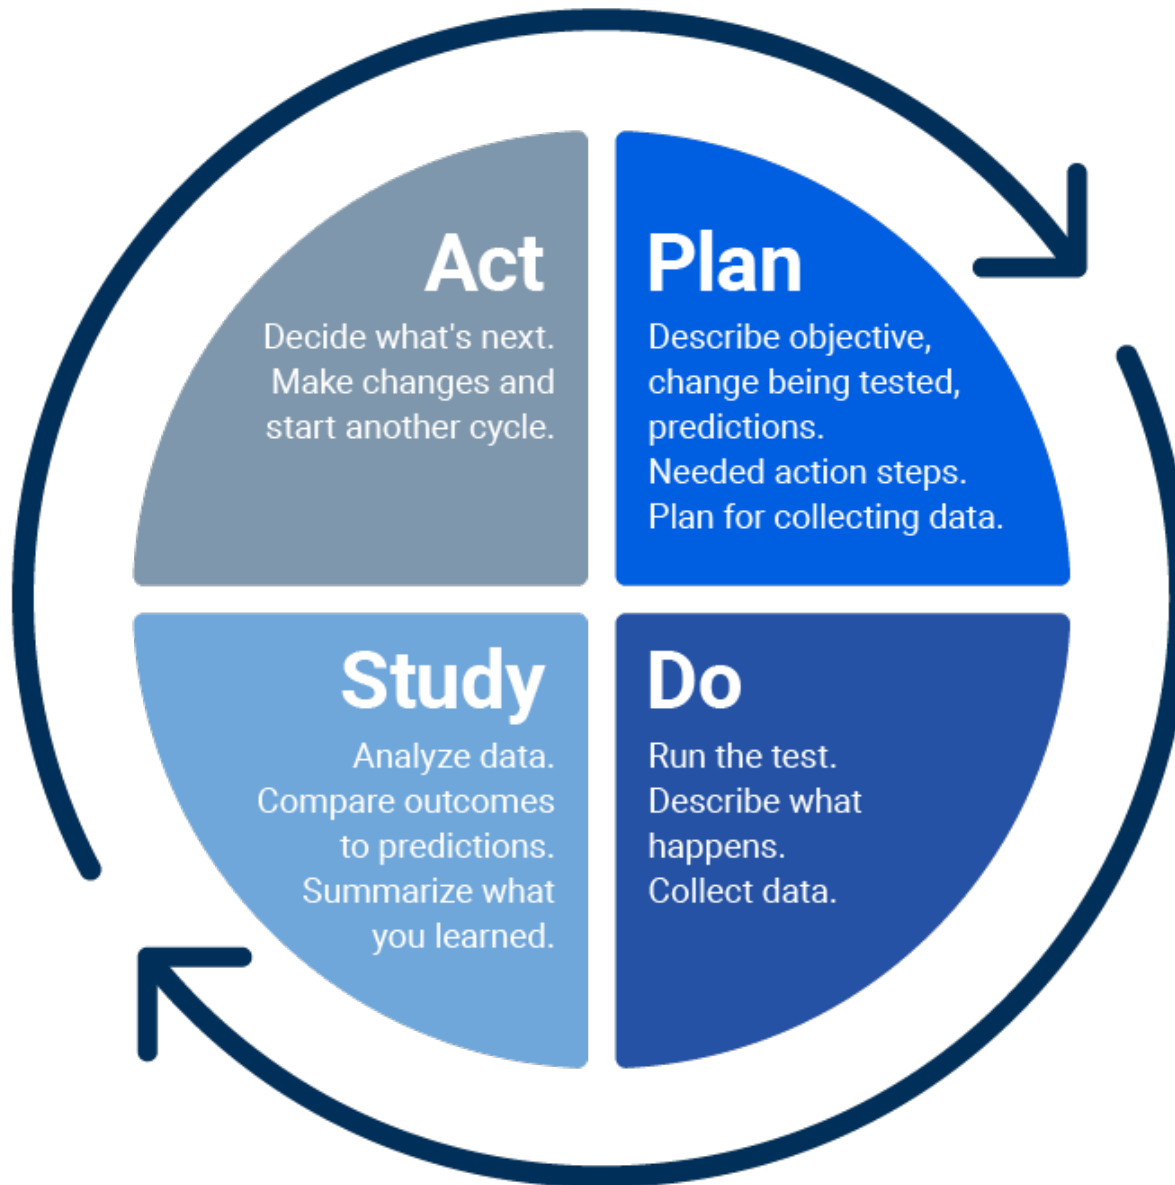 Act
Decide what's next.
Make changes and
start another cycle.
Plan
Describe objective,
change being tested,
predictions.
Needed action steps.
Plan for collecting data.
Study
Analyze data.
Compare outcomes
to predictions.
Summarize what
you learned.
Do
Run the test.
Describe what
happens.
Collect data.